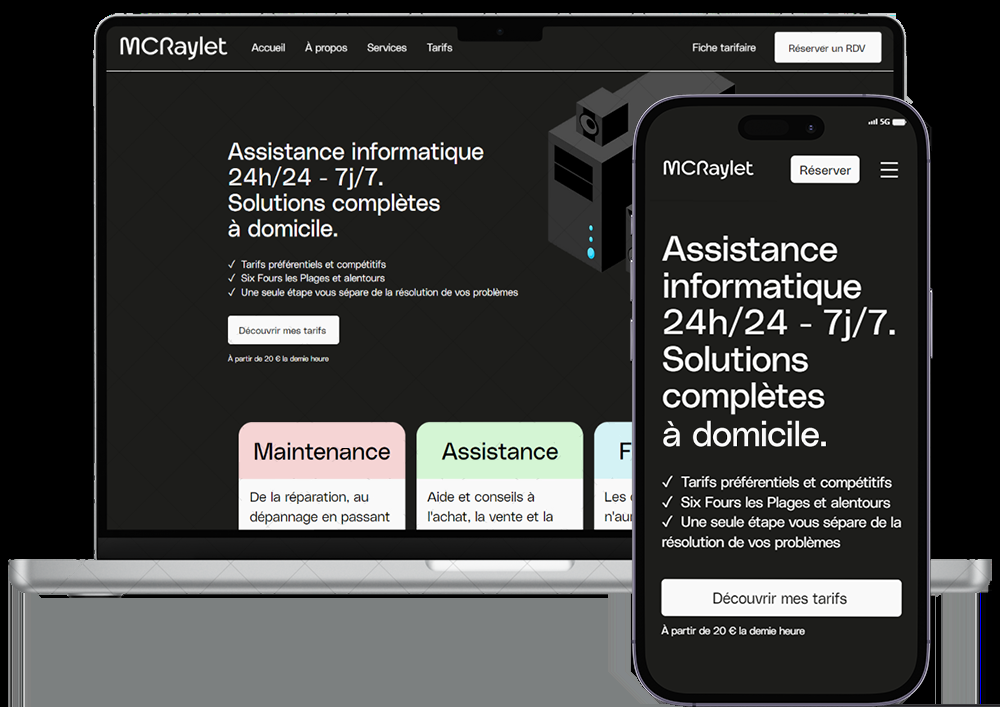 MCRaylet Accueil À propos Services Tarifs Fiche tarifaire Réserver un RDV
Assistance informatique
24h/24 - 7j/7.
Solutions complètes
à domicile.
✓ Tarifs préférentiels et compétitifs
✓ Six Fours les Plages et alentours
✓ Une seule étape vous sépare de la résolution de vos problèmes
Découvrir mes tarifs
À partir de 20 € la demie heure
Maintenance
De la réparation, au
dépannage en passant
Assistance
Aide et conseils à
l'achat, la vente et la
F
Les
n'au
5G
MCRaylet Réserver
Assistance
informatique
24h/24 - 7j/7.
Solutions
complètes
à domicile.
✓ Tarifs préférentiels et compétitifs
✓ Six Fours les Plages et alentours
✓ Une seule étape vous sépare de la
résolution de vos problèmes
Découvrir mes tarifs
À partir de 20 € la demie heure